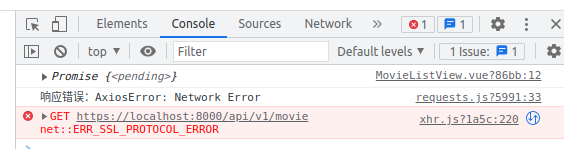 Elements Console Sources Network » 1 1
top Filter Default levels 1 Issue: 1
Promise {<pending>} MovieListView.vue?86bb:12
响应错误：AxiosError: Network Error requests.js?5991:33
GET https://localhost:8000/api/v1/movie xhr.js?1a5c:220
net::ERR_SSL_PROTOCOL_ERROR